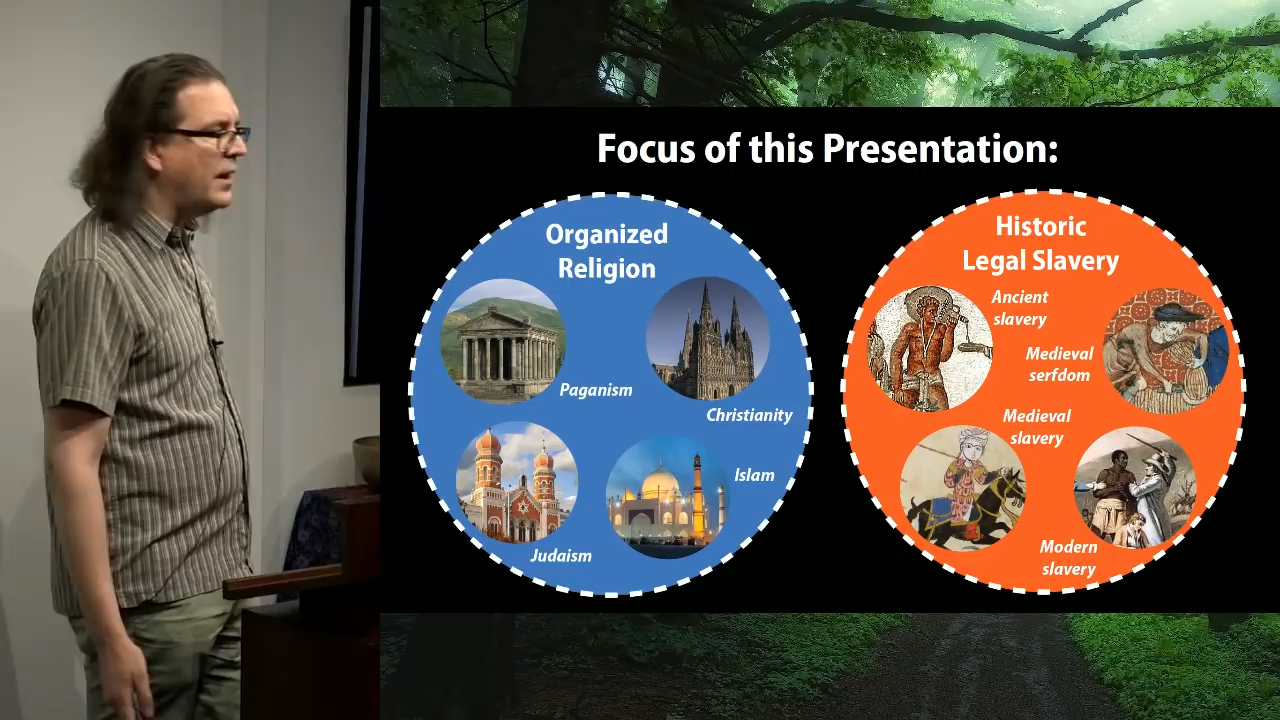 Focus of this Presentation:
Organized
Religion
Paganism
Christianity
Judaism
Islam
Historic
Legal Slavery
Ancient
slavery
Medieval
serfdom
Medieval
slavery
Modern
slavery